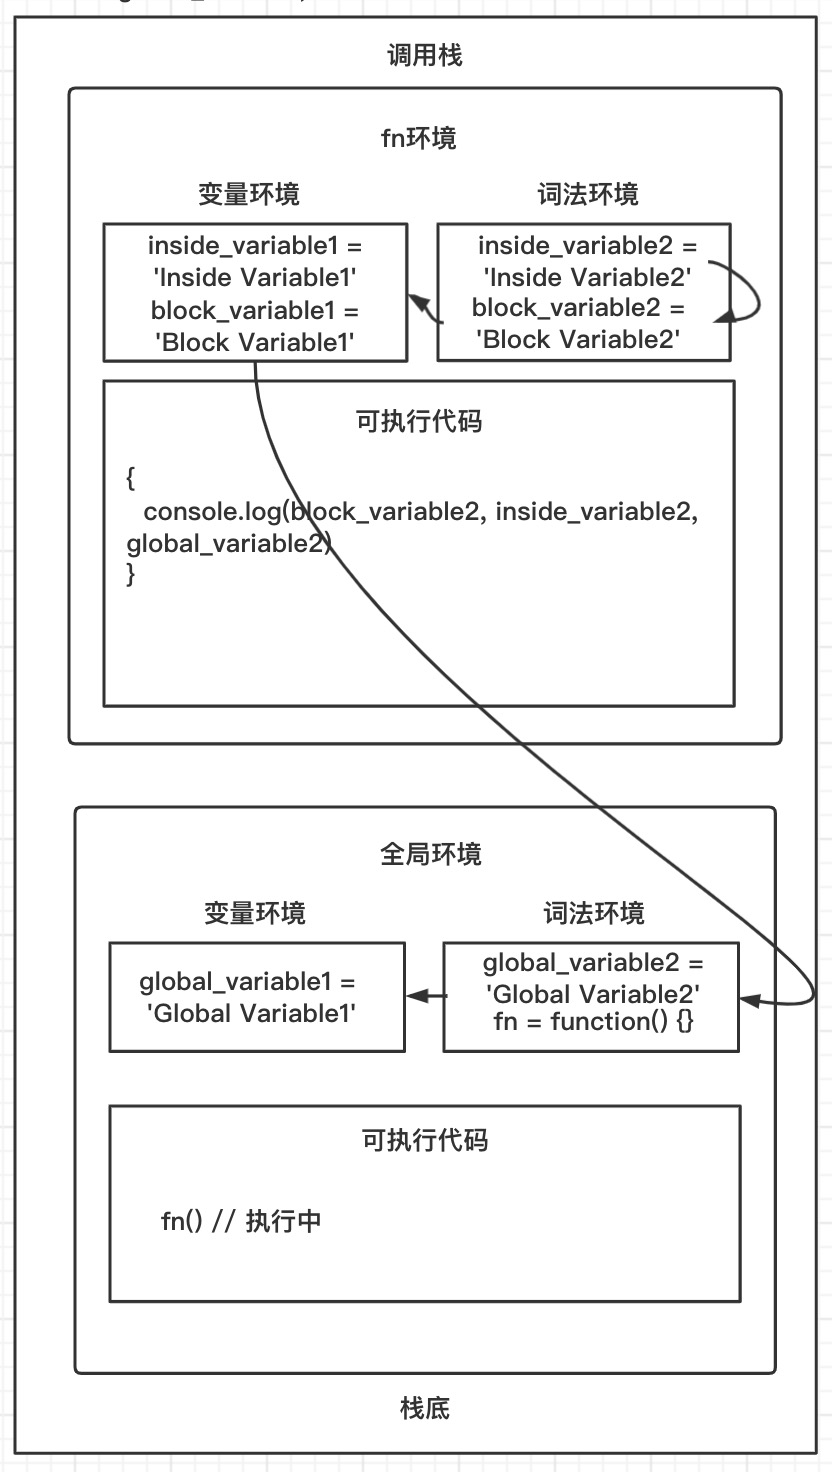 调用栈
fn环境
变量环境
词法环境
inside_variable1 =
'Inside Variable1'
block_variable1 =
'Block Variable1'
inside_variable2 =
'Inside Variable2'
block_variable2 =
'Block Variable2'
可执行代码
{
console.log(block_variable2, inside_variable2,
global_variable2)
}
全局环境
变量环境
词法环境
global_variable1 =
'Global Variable1'
global_variable2 =
'Global Variable2'
fn = function() {}
可执行代码
fn() // 执行中
栈底